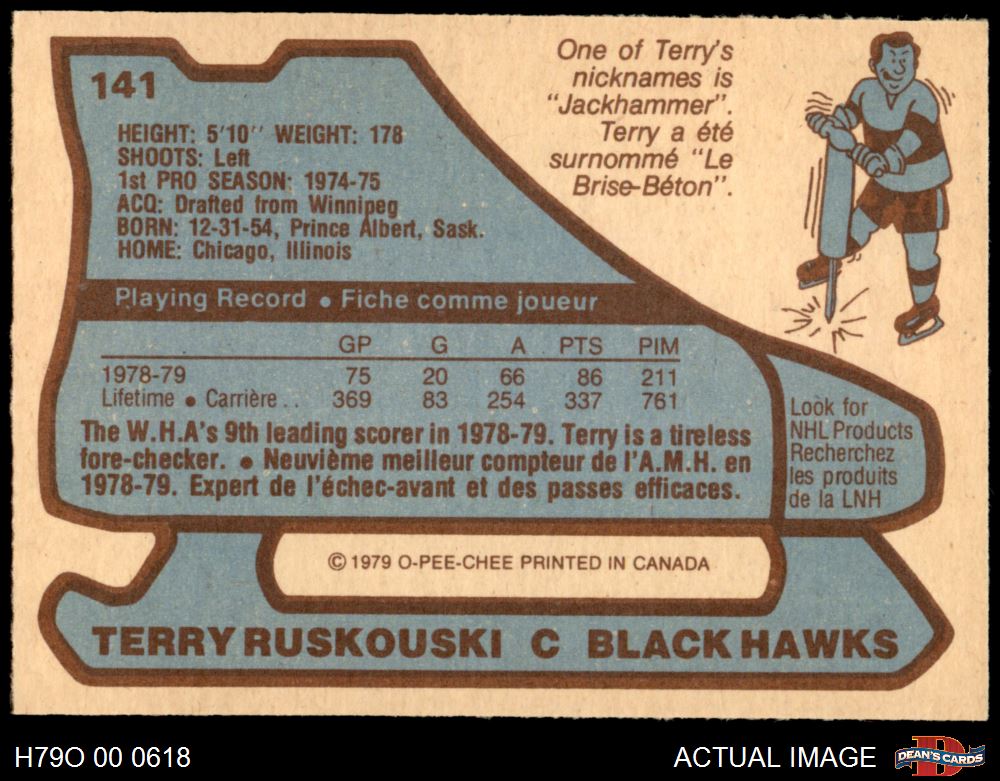 141
One of Terry's
nicknames is
"Jackhammer".
Terry a été
surnommé "Le
Brise-Béton".
HEIGHT: 5'10" WEIGHT: 178
SHOOTS: Left
1st PRO SEASON: 1974-75
ACQ: Drafted from Winnipeg
BORN: 12-31-54, Prince Albert, Sask.
HOME: Chicago, Illinois
Playing Record • Fiche comme joueur
GP G A PTS PIM
1978-79 75 20 66 86 211
Lifetime • Carrière .. 369 83 254 337 761
The W.H.A's 9th leading scorer in 1978-79. Terry is a tireless
fore-checker. • Neuvième meilleur compteur de l'A.M.H. en
1978-79. Expert de l'échec-avant et des passes efficaces.
Look for
NHL Products
Recherchez
les produits
de la LNH
© 1979 O-PEE-CHEE PRINTED IN CANADA
TERRY RUSKOUSKI C BLACK HAWKS
H79O 00 0618
ACTUAL IMAGE
D
DEAN'S CARDS